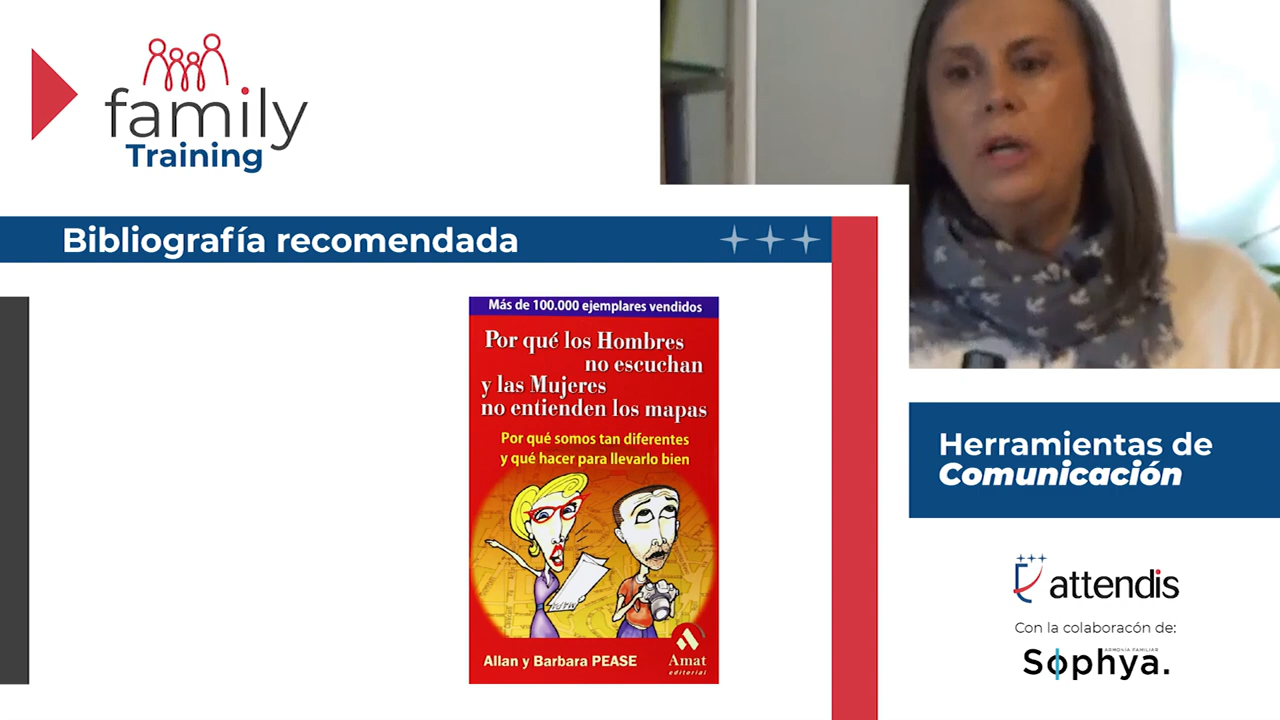 family
Training
Bibliografía recomendada
Más de 100.000 ejemplares vendidos
Por qué los Hombres
no escuchan
y las Mujeres
no entienden los mapas
Por qué somos tan diferentes
y qué hacer para llevarlo bien
Allan y Barbara PEASE
Amat
editorial
Herramientas de
Comunicación
attendis
Con la colaboracón de:
ARMONIA FAMILIAR
Sophya.